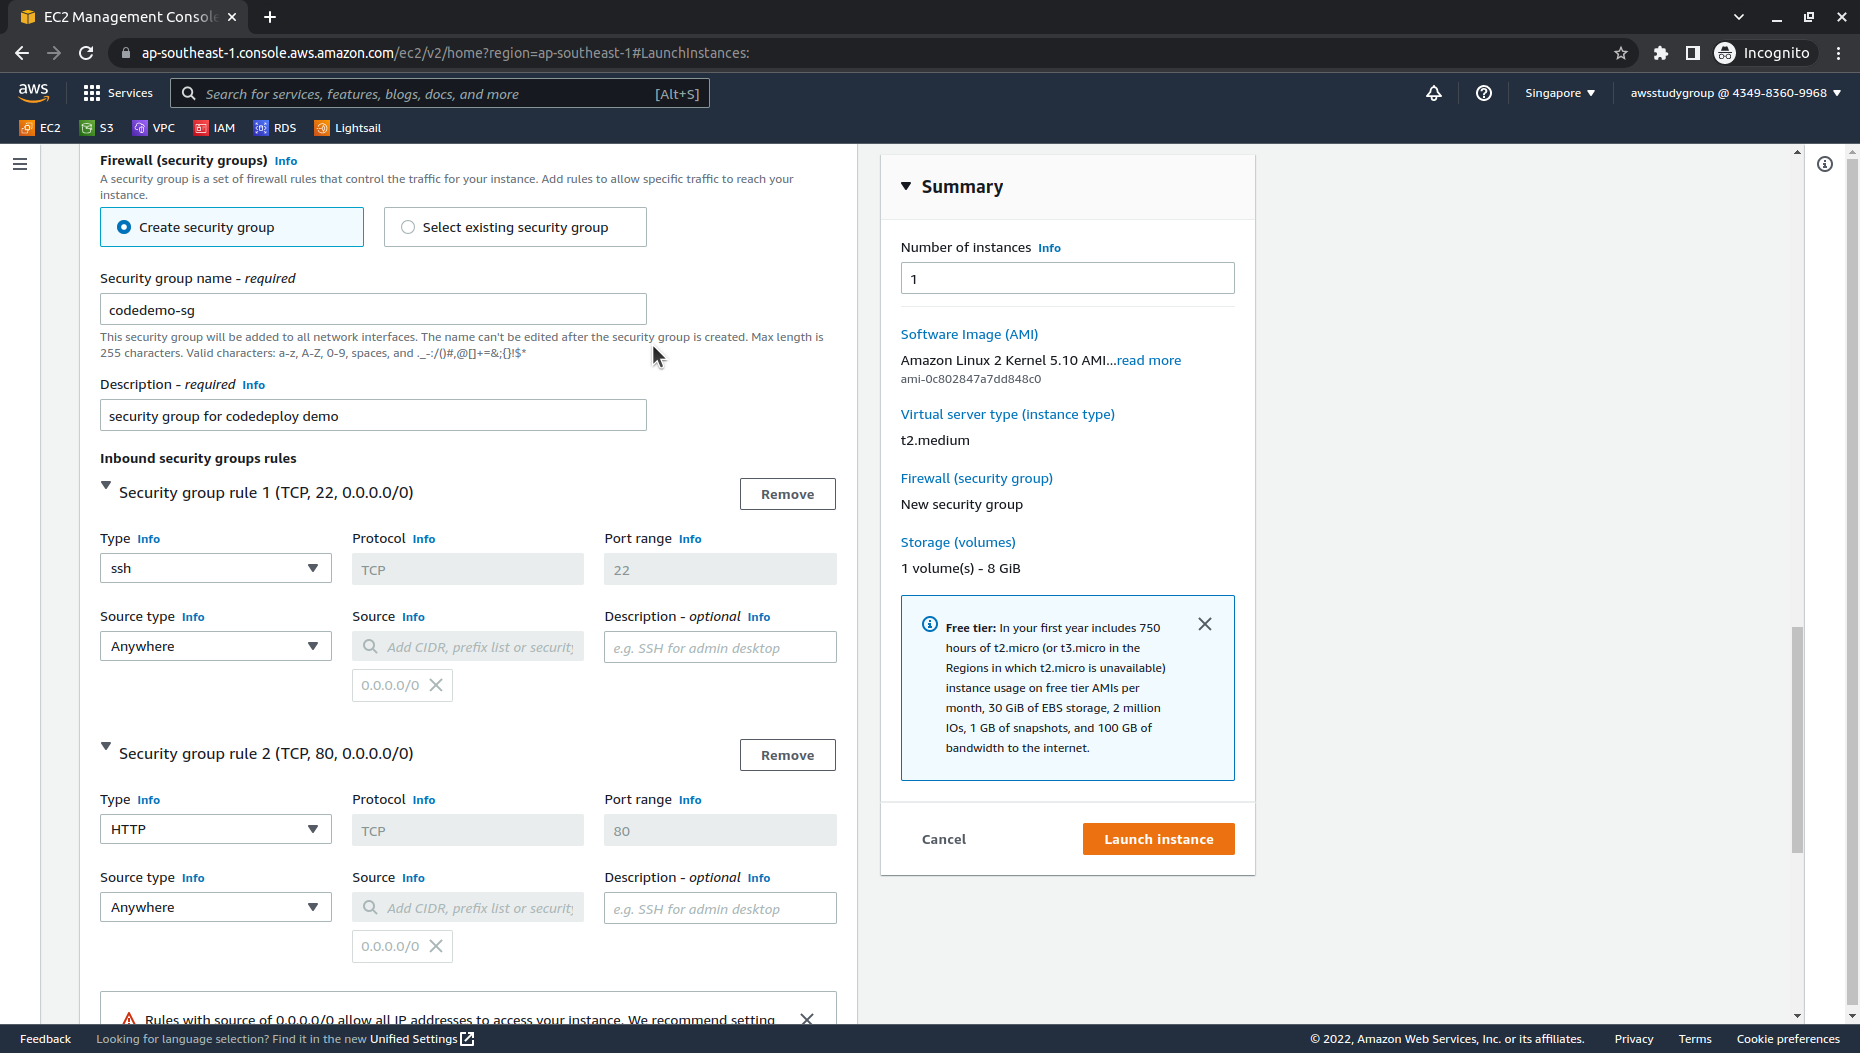 EC2 Management Console
ap-southeast-1.console.aws.amazon.com/ec2/v2/home?region=ap-southeast-1#LaunchInstances:
Incognito
aws
Services
Search for services, features, blogs, docs, and more
[Alt+S]
Singapore
awsstudygroup @ 4349-8360-9968
EC2
S3
VPC
IAM
RDS
Lightsail
Firewall (security groups) Info
A security group is a set of firewall rules that control the traffic for your instance. Add rules to allow specific traffic to reach your
instance.
Create security group
Select existing security group
Security group name - required
codedemo-sg
This security group will be added to all network interfaces. The name can't be edited after the security group is created. Max length is
255 characters. Valid characters: a-z, A-Z, 0-9, spaces, and ._-:/()#,@[]+=&;{}!$*
Description - required Info
security group for codedeploy demo
Inbound security groups rules
Security group rule 1 (TCP, 22, 0.0.0.0/0)
Remove
Type Info
Protocol Info
Port range Info
ssh
TCP
22
Source type Info
Source Info
Description - optional Info
Anywhere
Add CIDR, prefix list or security
e.g. SSH for admin desktop
0.0.0.0/0
Security group rule 2 (TCP, 80, 0.0.0.0/0)
Remove
Type Info
Protocol Info
Port range Info
HTTP
TCP
80
Source type Info
Source Info
Description - optional Info
Anywhere
Add CIDR, prefix list or security
e.g. SSH for admin desktop
0.0.0.0/0
Rules with source of 0.0.0.0/0 allow all IP addresses to access your instance. We recommend setting
Summary
Number of instances Info
1
Software Image (AMI)
Amazon Linux 2 Kernel 5.10 AMI...read more
ami-0c802847a7dd848c0
Virtual server type (instance type)
t2.medium
Firewall (security group)
New security group
Storage (volumes)
1 volume(s) - 8 GiB
Free tier: In your first year includes 750
hours of t2.micro (or t3.micro in the
Regions in which t2.micro is unavailable)
instance usage on free tier AMIs per
month, 30 GiB of EBS storage, 2 million
IOs, 1 GB of snapshots, and 100 GB of
bandwidth to the internet.
Cancel
Launch instance
Feedback
Looking for language selection? Find it in the new Unified Settings
© 2022, Amazon Web Services, Inc. or its affiliates.
Privacy
Terms
Cookie preferences